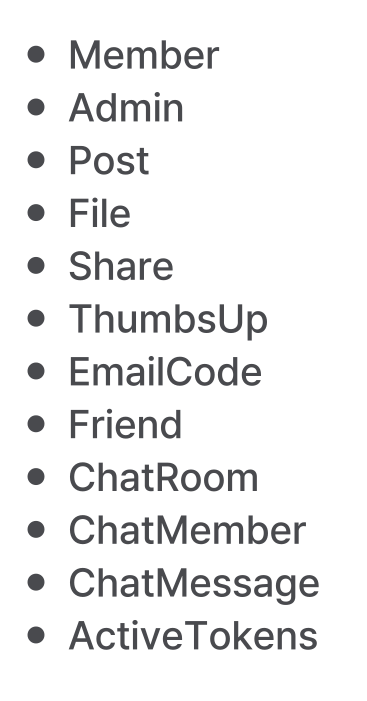 • Member
• Admin
• Post
• File
• Share
• ThumbsUp
• EmailCode
• Friend
• ChatRoom
• ChatMember
• ChatMessage
• ActiveTokens